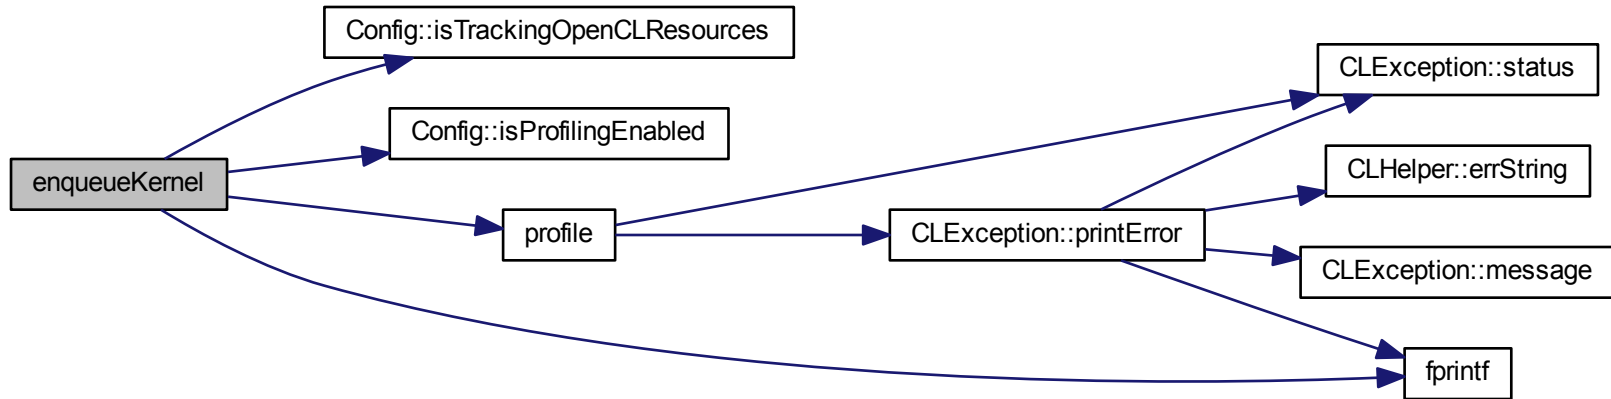 Config::isTrackingOpenCLResources
CLException::status
Config::isProfilingEnabled
CLHelper::errString
enqueueKernel
profile
CLException::printError
CLException::message
fprintf